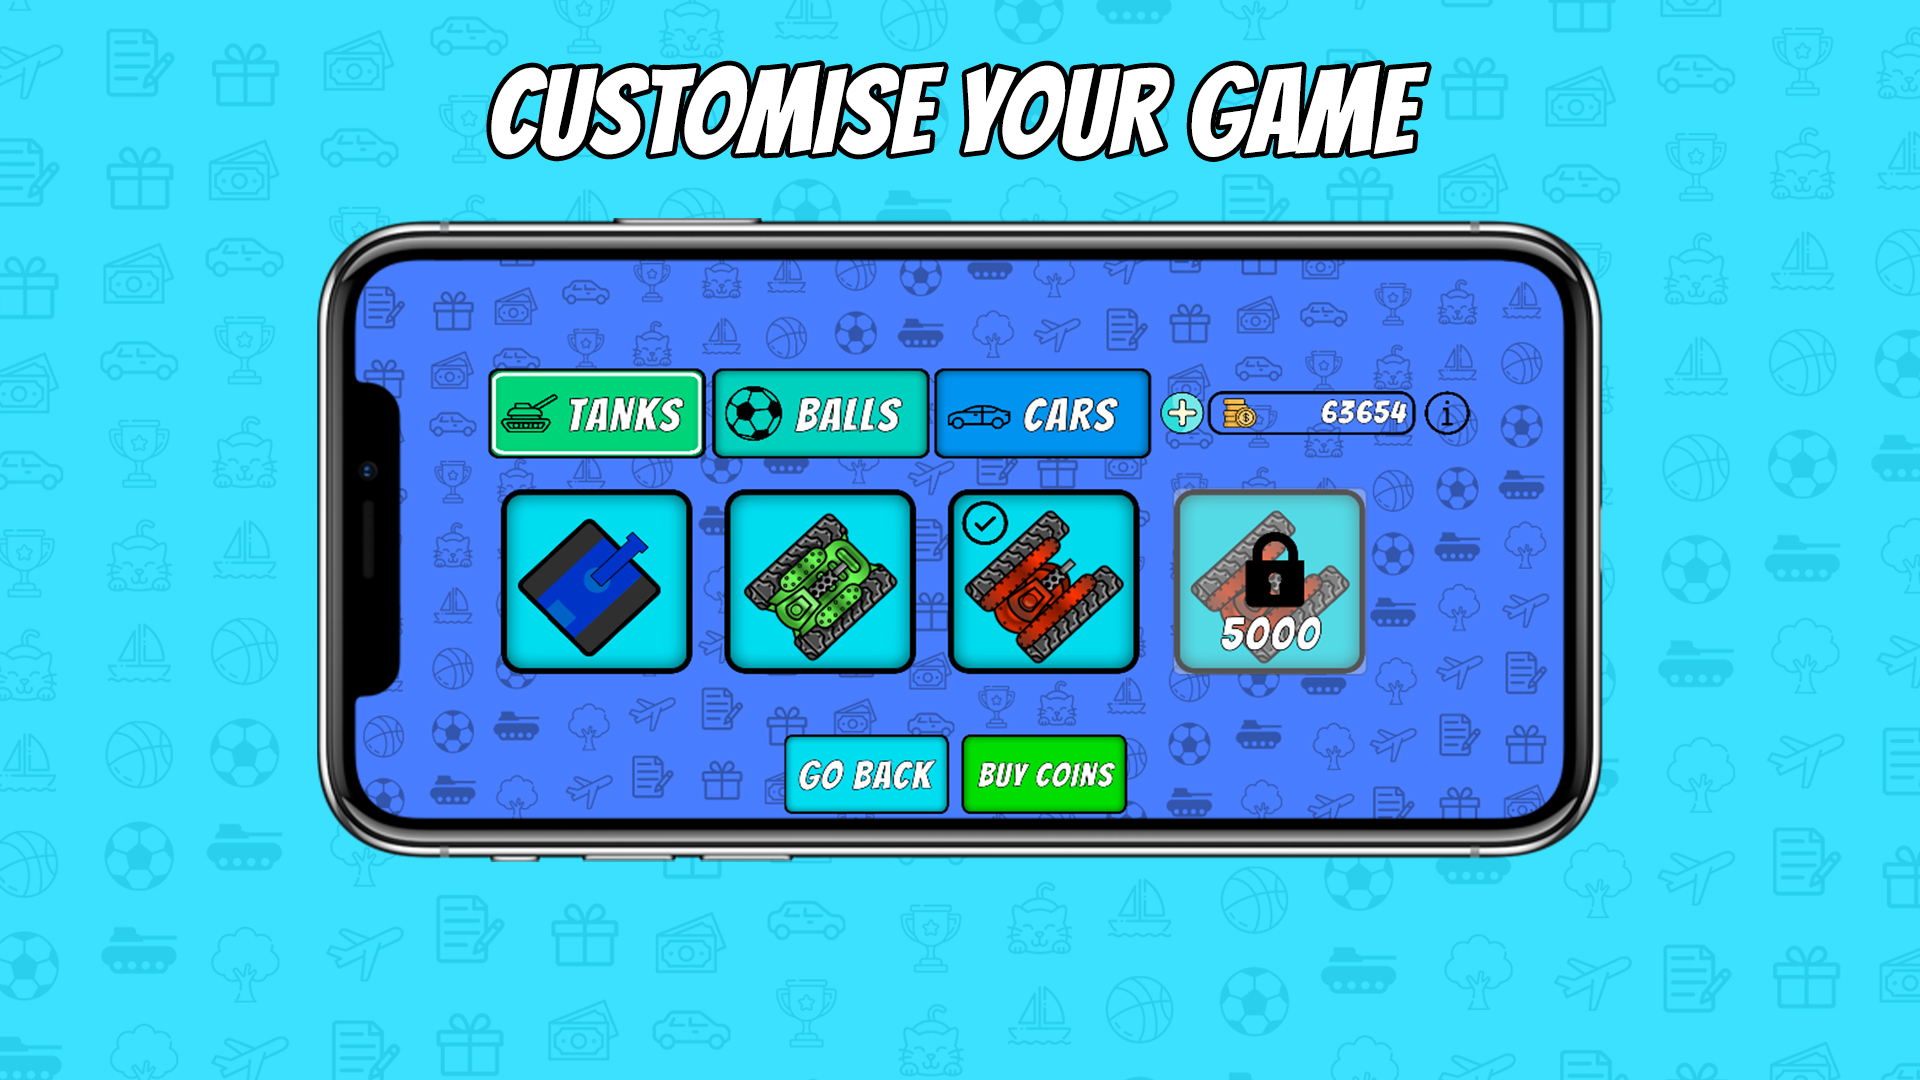 CUSTOMISE YOUR GAME
TANKS
BALLS
CARS
63654
i
5000
GO BACK
BUY COINS